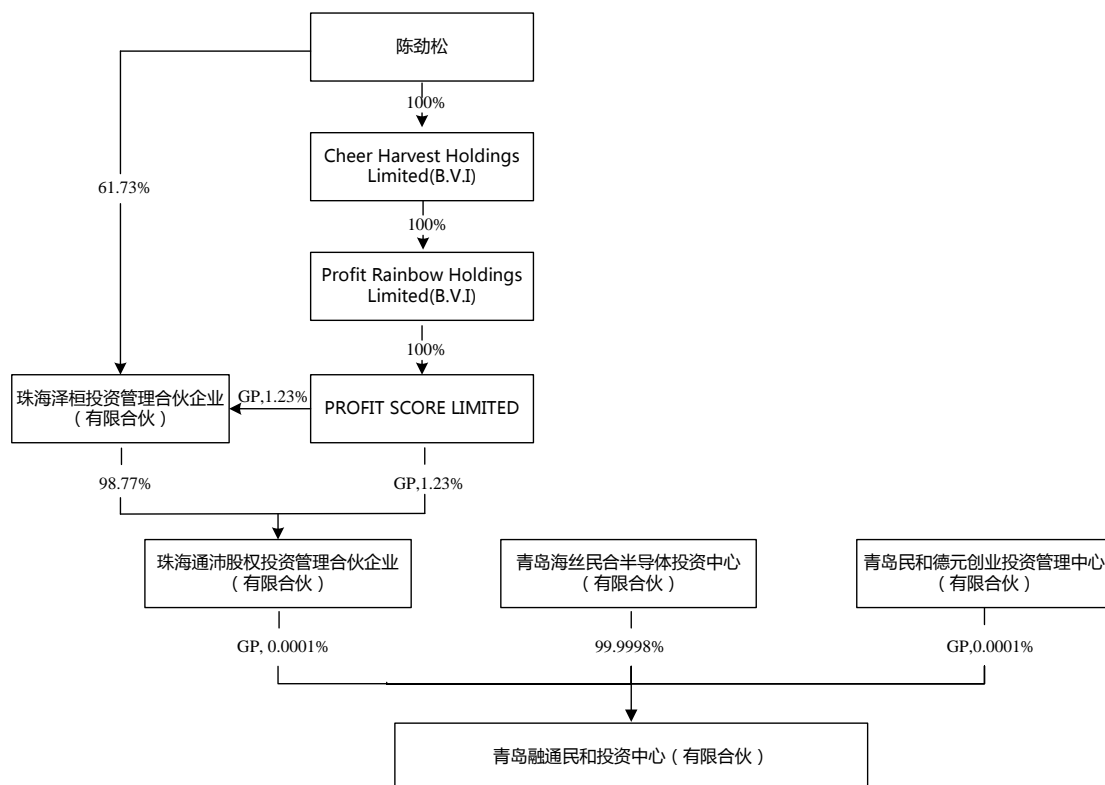 陈劲松
100%
Cheer Harvest Holdings
Limited(B.V.I)
61.73%
100%
Profit Rainbow Holdings
Limited(B.V.I)
100%
珠海泽桓投资管理合伙企业
（有限合伙）
GP,1.23%
PROFIT SCORE LIMITED
98.77%
GP,1.23%
珠海通沛股权投资管理合伙企业
（有限合伙）
青岛海丝民合半导体投资中心
（有限合伙）
青岛民和德元创业投资管理中心
（有限合伙）
GP, 0.0001%
99.9998%
GP,0.0001%
青岛融通民和投资中心（有限合伙）